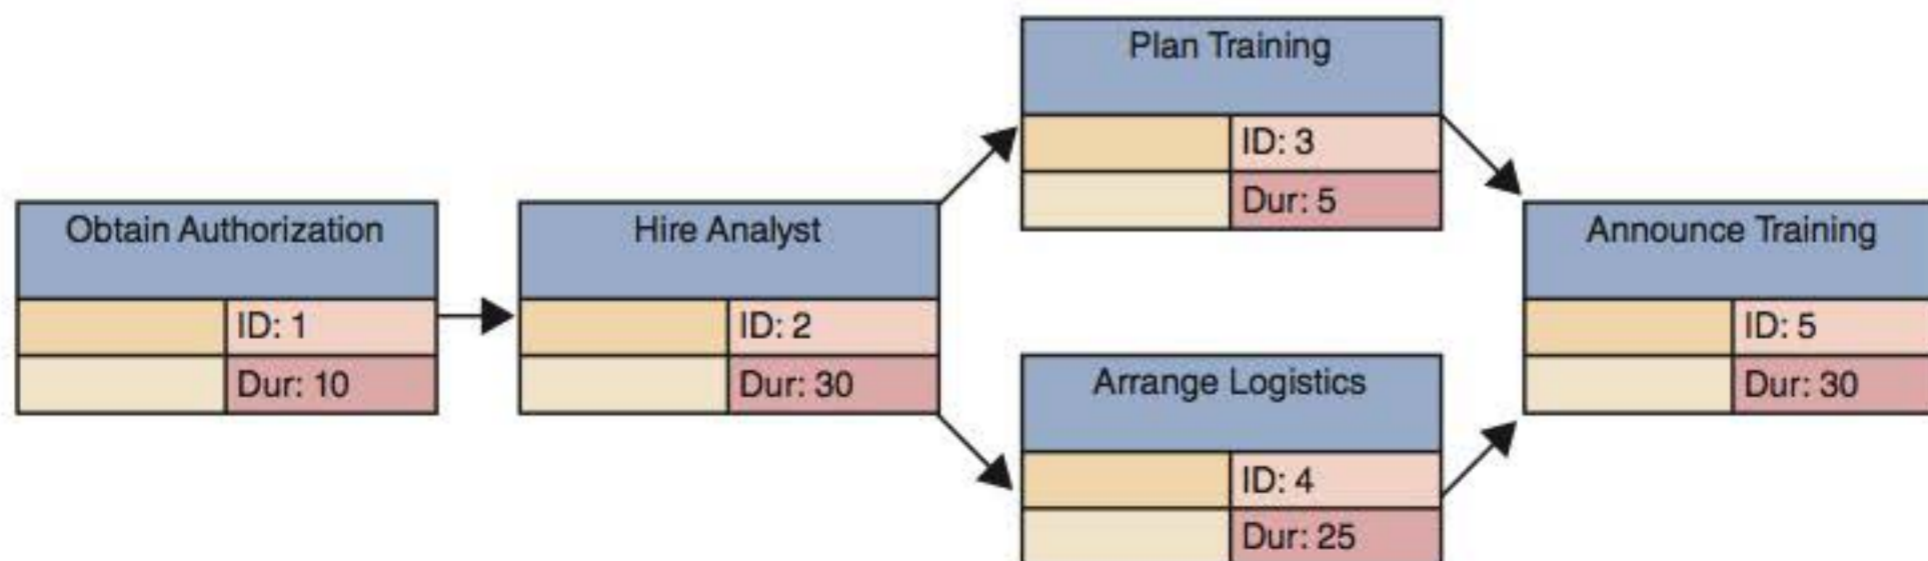 Obtain Authorization
ID: 1
Dur: 10
Hire Analyst
ID: 2
Dur: 30
Plan Training
ID: 3
Dur: 5
Arrange Logistics
ID: 4
Dur: 25
Announce Training
ID: 5
Dur: 30